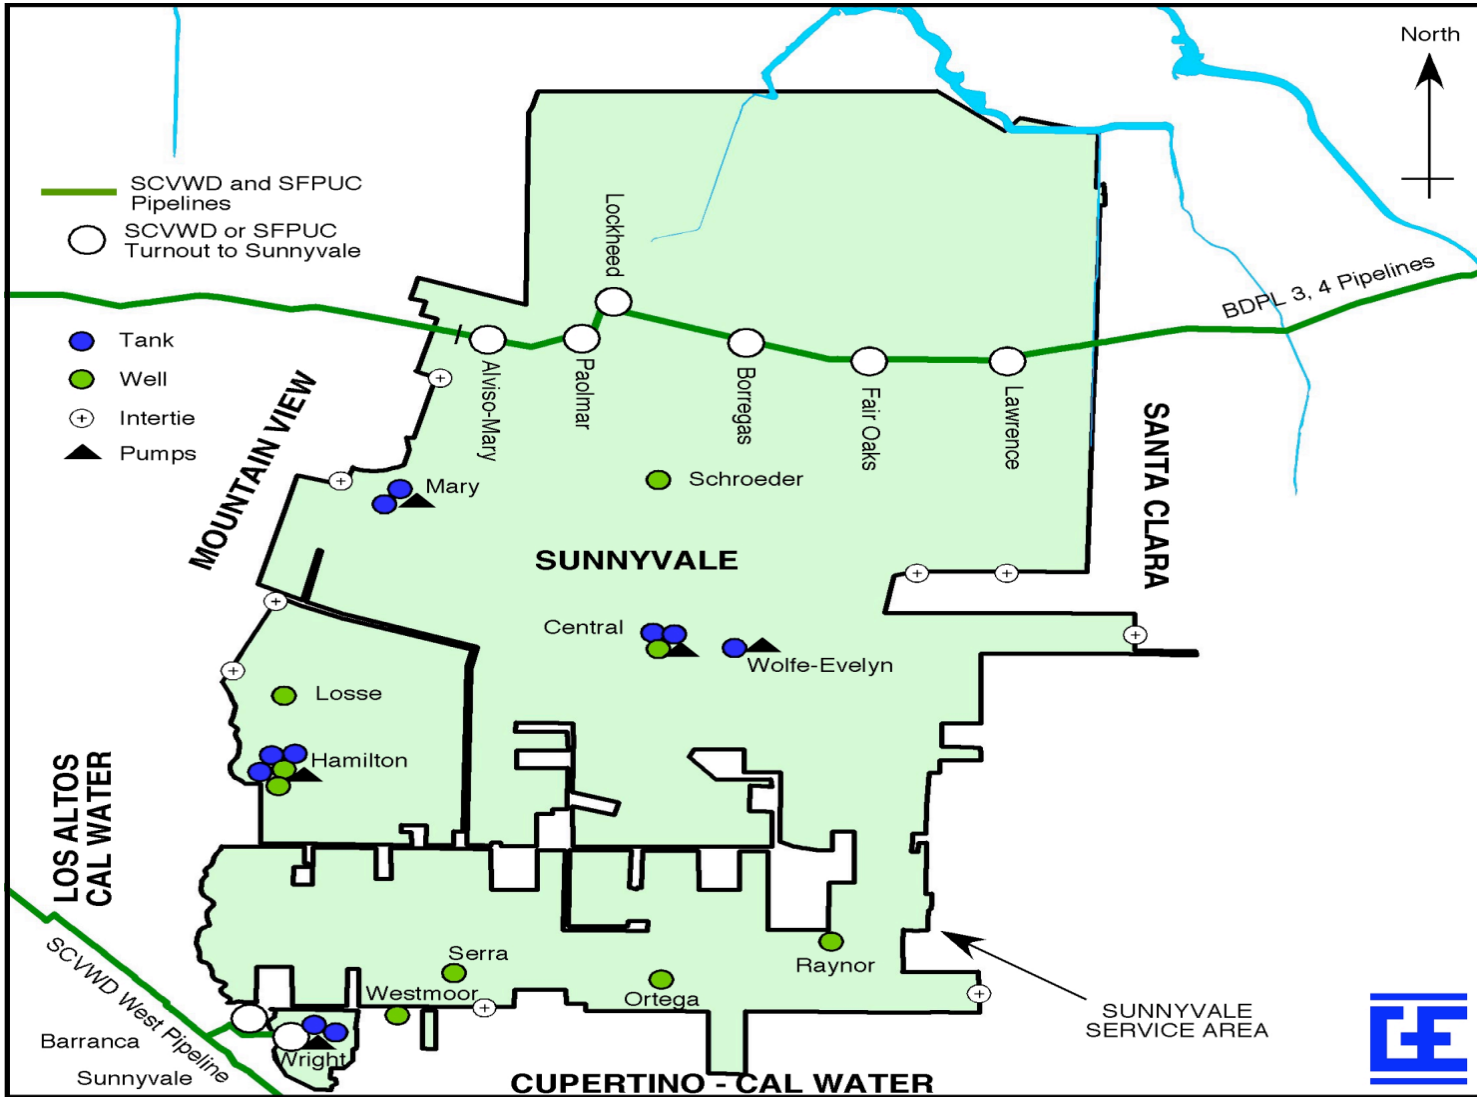 North
SCVWD and SFPUC
Pipelines
SCVWD or SFPUC
Turnout to Sunnyvale
Lockheed
BDPL 3, 4 Pipelines
Tank
Well
Intertie
Pumps
Alviso-Mary
Paolmar
Borregas
Fair Oaks
Lawrence
MOUNTAIN VIEW
SANTA CLARA
Mary
Schroeder
SUNNYVALE
Central
Wolfe-Evelyn
Losse
Hamilton
LOS ALTOS
CAL WATER
Serra
Raynor
Westmoor
Ortega
SCVWD West Pipeline
SUNNYVALE
SERVICE AREA
Barranca
Wright
Sunnyvale
CUPERTINO - CAL WATER